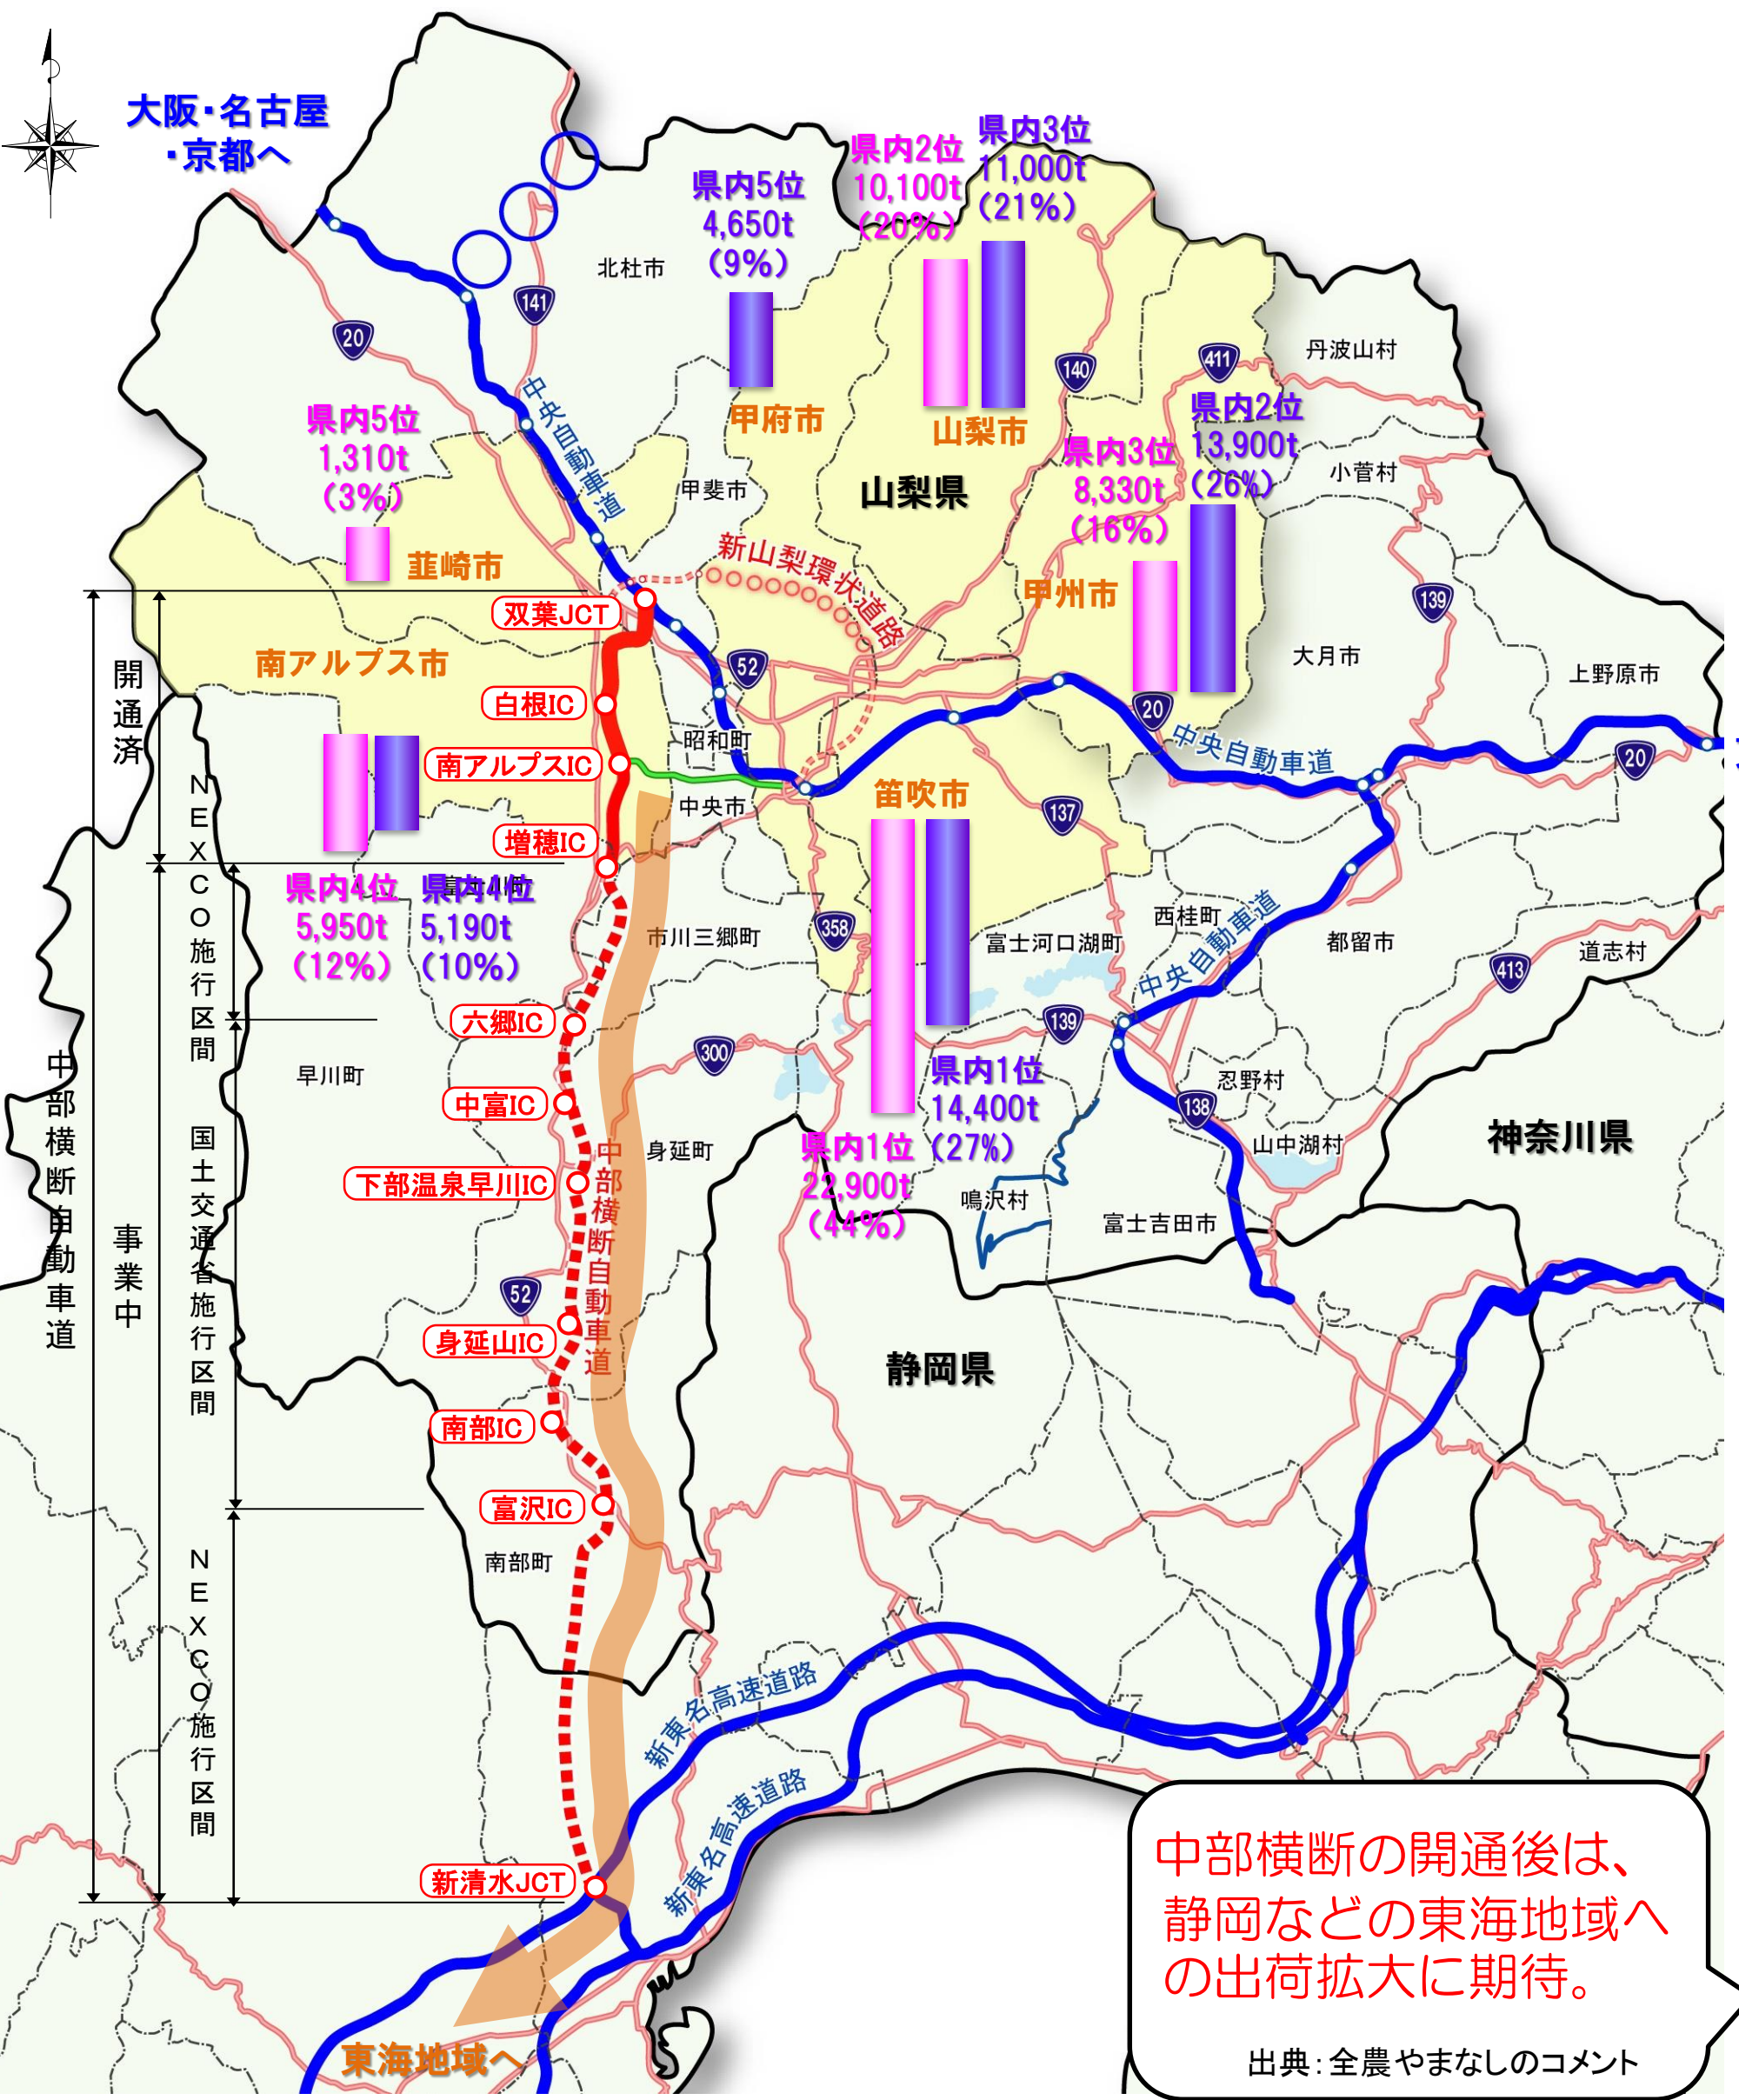 大阪・名古屋
・京都へ
県内5位
4,650t
（9%）
県内2位
10,100t
（20%）
県内3位
11,000t
（21%）
北杜市
141
20
140
411
丹波山村
中央自動車道
甲府市
山梨市
県内5位
1,310t
（3%）
県内3位
8,330t
（16%）
県内2位
13,900t
（26%）
小菅村
甲斐市
山梨県
韮崎市
新山梨環状道路
甲州市
139
双葉JCT
南アルプス市
52
大月市
上野原市
白根IC
20
昭和町
中央自動車道
20
南アルプスIC
中央市
笛吹市
137
増穂IC
県内4位
5,950t
（12%）
富士川町
県内4位
5,190t
（10%）
市川三郷町
358
富士河口湖町
西桂町
中央自動車道
都留市
道志村
413
六郷IC
139
300
早川町
県内1位
14,400t
（27%）
忍野村
中富IC
138
県内1位
22,900t
（44%）
身延町
山中湖村
神奈川県
下部温泉早川IC
中部横断自動車道
鳴沢村
富士吉田市
52
身延山IC
静岡県
南部IC
富沢IC
南部町
新東名高速道路
新東名高速道路
新清水JCT
東海地域へ
開通済
事業中
中部横断自動車道
NEXCO施行区間
国土交通省施行区間
NEXCO施行区間
中部横断の開通後は、
静岡などの東海地域へ
の出荷拡大に期待。
出典：全農やまなしのコメント